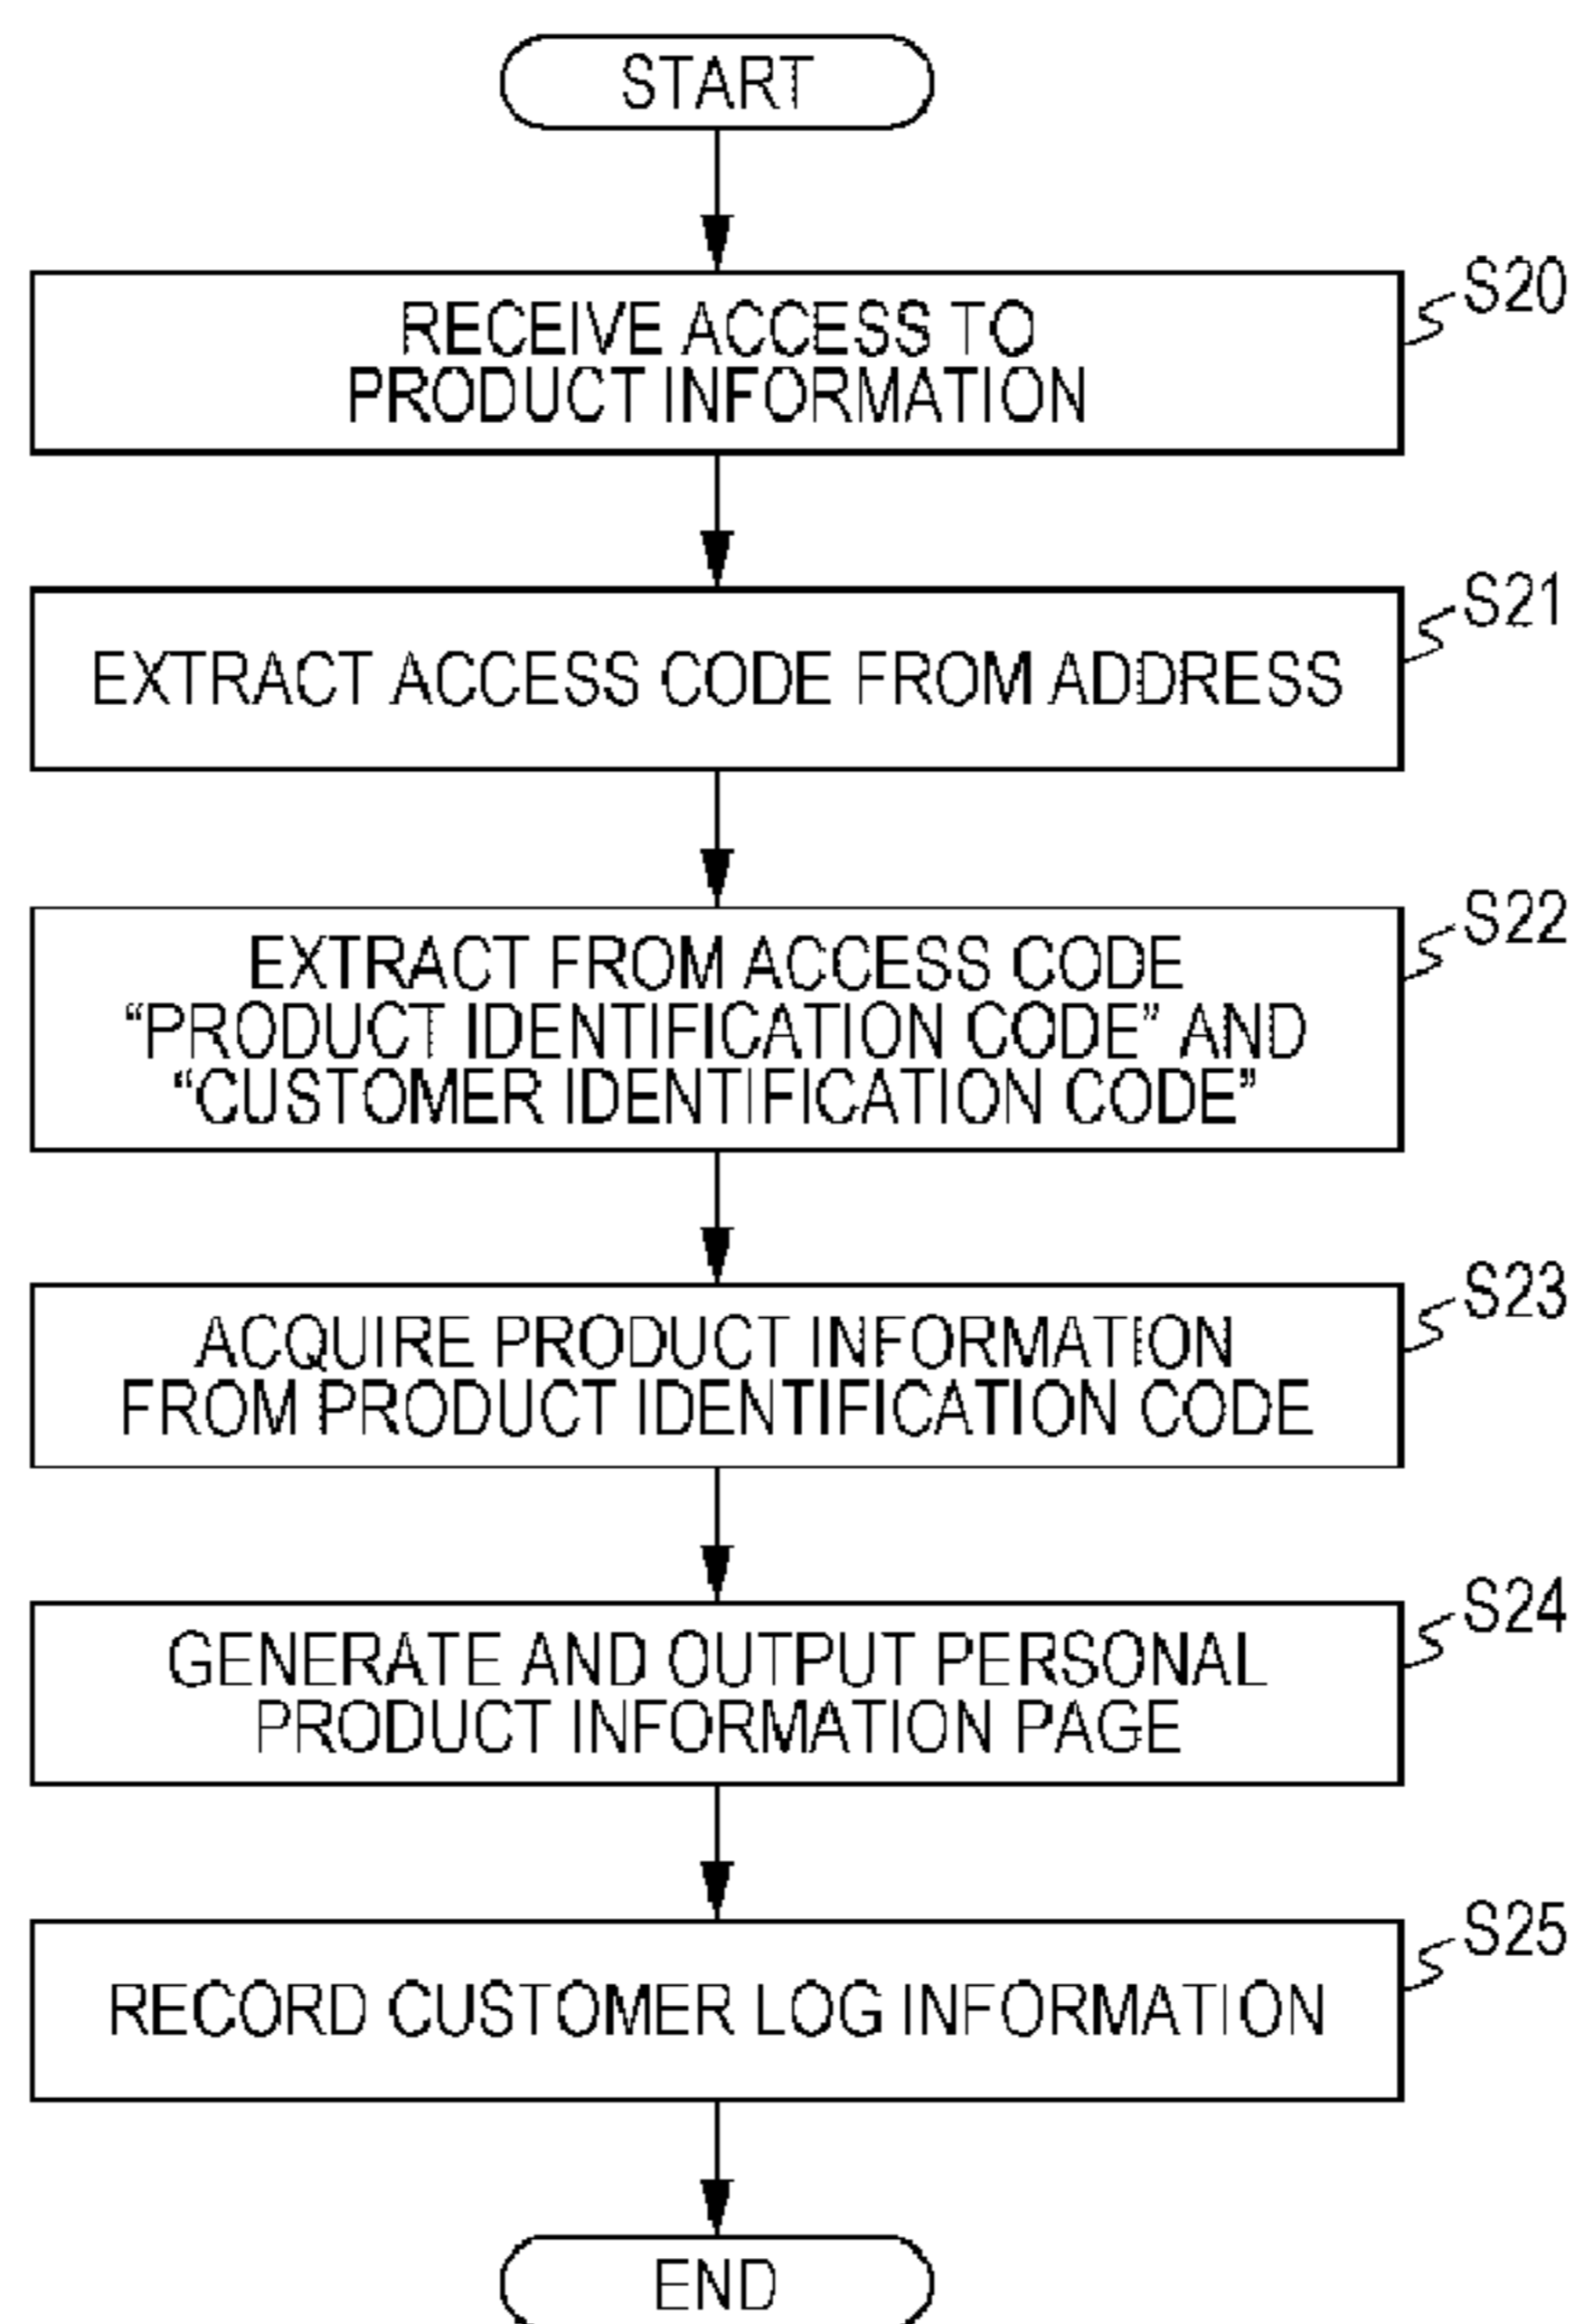 START
S20
RECEIVE ACCESS TO
PRODUCT INFORMATION
S21
EXTRACT ACCESS CODE FROM ADDRESS
S22
EXTRACT FROM ACCESS CODE
“PRODUCT IDENTIFICATION CODE” AND
“CUSTOMER IDENTIFICATION CODE”
S23
ACQUIRE PRODUCT INFORMATION
FROM PRODUCT IDENTIFICATION CODE
S24
GENERATE AND OUTPUT PERSONAL
PRODUCT INFORMATION PAGE
S25
RECORD CUSTOMER LOG INFORMATION
END